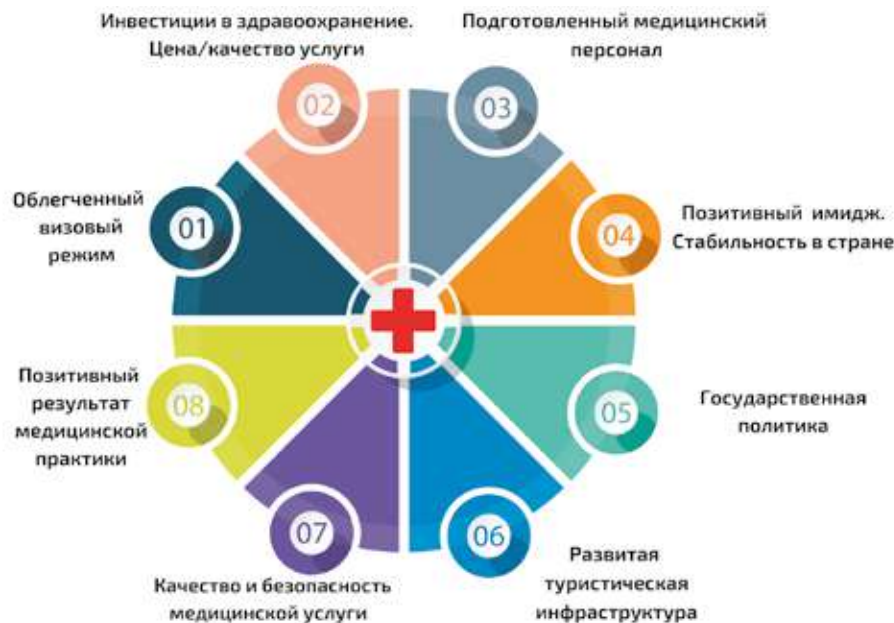 Инвестиции в здравоохранение.
Цена/качество услуги
Подготовленный медицинский
персонал
02
03
Облегченный
визовый
режим
01
04
Позитивный имидж.
Стабильность в стране
Позитивный
результат
медицинской
практики
08
05
Государственная
политика
07
06
Качество и безопасность
медицинской услуги
Развитая
туристическая
инфраструктура